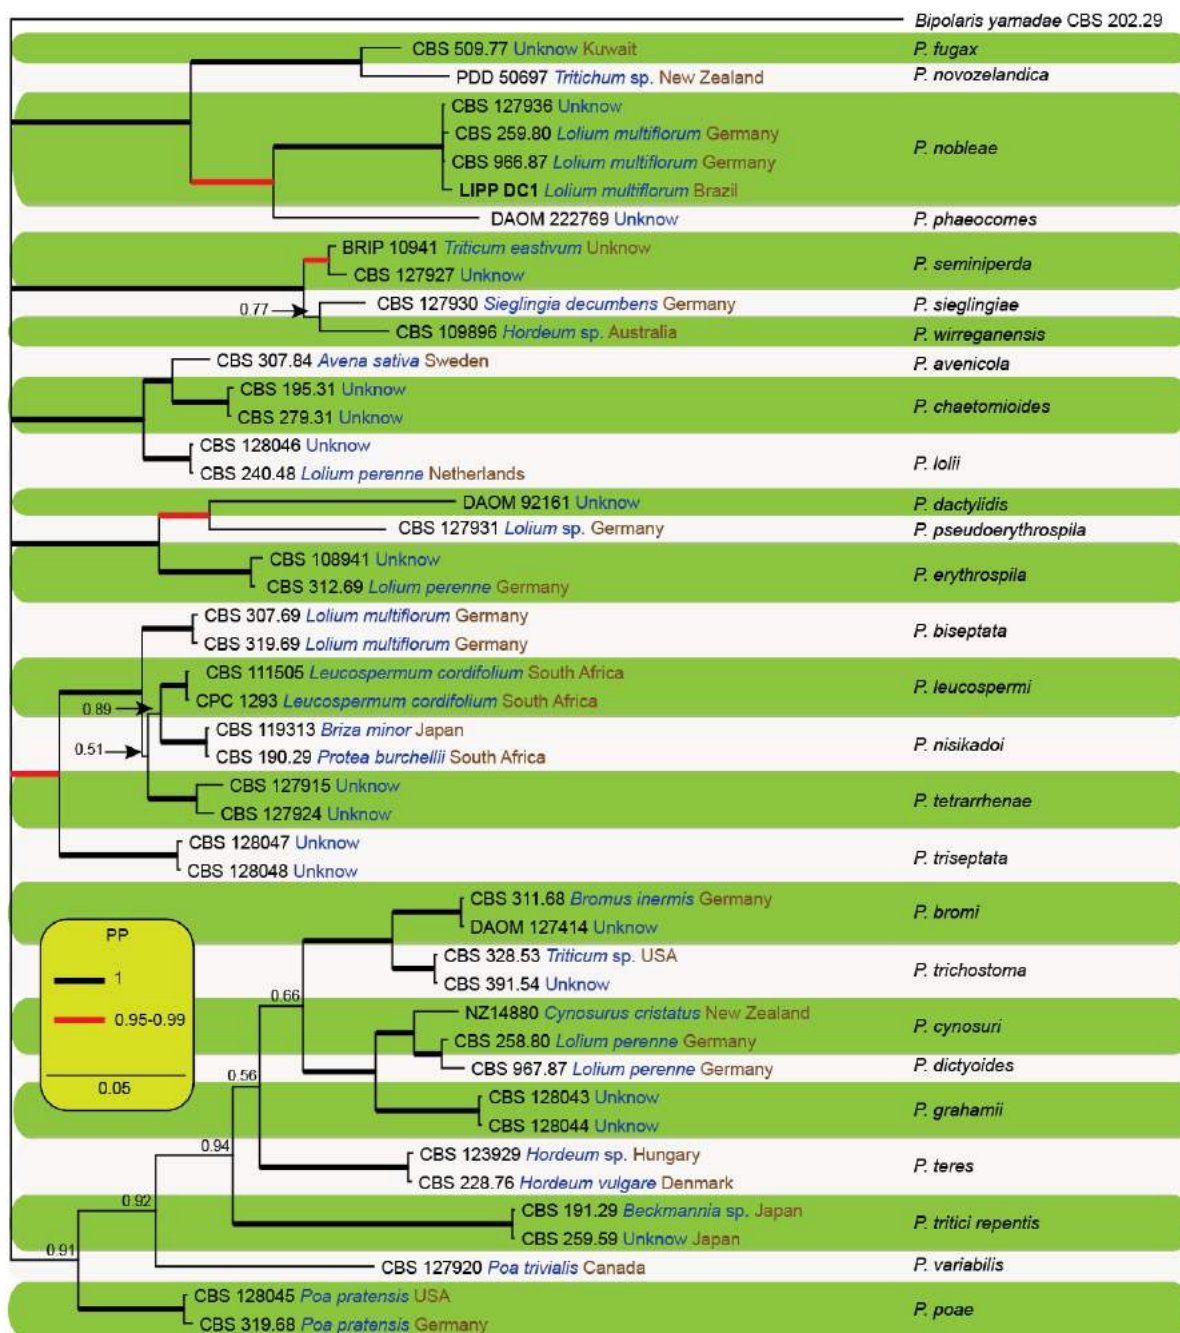 Bipolaris yamadae CBS 202.29
CBS 509.77 Unknow Kuwait P. fugax
PDD 50697 Tritichum sp. New Zealand P. novozelandica
CBS 127936 Unknow
CBS 259.80 Lolium multiflorum Germany
P. nobleae
CBS 966.87 Lolium multiflorum Germany
LIPP DC1 Lolium multiflorum Brazil
DAOM 222769 Unknow P. phaeocomes
BRIP 10941 Triticum eastivum Unknow
P. seminiperda
CBS 127927 Unknow
0.77
CBS 127930 Sieglingia decumbens Germany P. sieglingiae
CBS 109896 Hordeum sp. Australia P. wirreganensis
CBS 307.84 Avena sativa Sweden P. avenicola
CBS 195.31 Unknow
P. chaetomioides
CBS 279.31 Unknow
CBS 128046 Unknow
P. lolii
CBS 240.48 Lolium perenne Netherlands
DAOM 92161 Unknow P. dactylidis
CBS 127931 Lolium sp. Germany P. pseudoerythrospila
CBS 108941 Unknow
P. erythrospila
CBS 312.69 Lolium perenne Germany
CBS 307.69 Lolium multiflorum Germany
P. biseptata
CBS 319.69 Lolium multiflorum Germany
CBS 111505 Leucospermum cordifolium South Africa
P. leucospermi
CPC 1293 Leucospermum cordifolium South Africa
0.89
CBS 119313 Briza minor Japan
P. nisikadoi
0.51
CBS 190.29 Protea burchellii South Africa
CBS 127915 Unknow
P. tetrarrhenae
CBS 127924 Unknow
CBS 128047 Unknow
P. triseptata
CBS 128048 Unknow
CBS 311.68 Bromus inermis Germany
P. bromi
DAOM 127414 Unknow
PP
CBS 328.53 Triticum sp. USA
P. trichostoma
1
CBS 391.54 Unknow
0.66
NZ14880 Cynosurus cristatus New Zealand
P. cynosuri
0.95-0.99
CBS 258.80 Lolium perenne Germany
CBS 967.87 Lolium perenne Germany P. dictyoides
0.56
0.05
CBS 128043 Unknow
P. grahamii
CBS 128044 Unknow
0.94
CBS 123929 Hordeum sp. Hungary
P. teres
CBS 228.76 Hordeum vulgare Denmark
0.92
CBS 191.29 Beckmannia sp. Japan
P. tritici repentis
CBS 259.59 Unknow Japan
0.91
CBS 127920 Poa trivialis Canada P. variabilis
CBS 128045 Poa pratensis USA
P. poae
CBS 319.68 Poa pratensis Germany